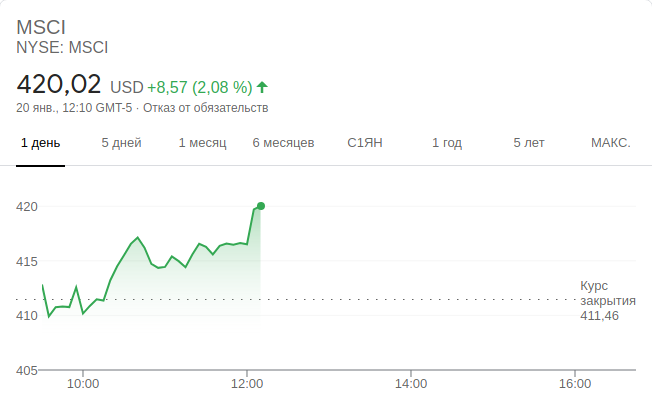 MSCI
NYSE: MSCI
420,02 USD +8,57 (2,08 %)
20 янв., 12:10 GMT-5 · Отказ от обязательств
1 день 5 дней 1 месяц 6 месяцев С1ЯН 1 год 5 лет МАКС.
420
415
410
405
Курс
закрытия
411,46
10:00 12:00 14:00 16:00